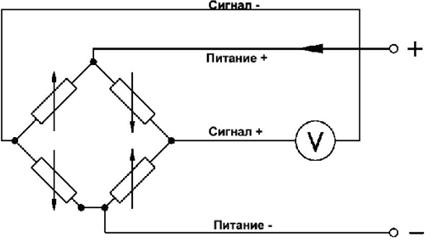 Сигнал -
Питание +
+
Сигнал +
V
Питание -
−